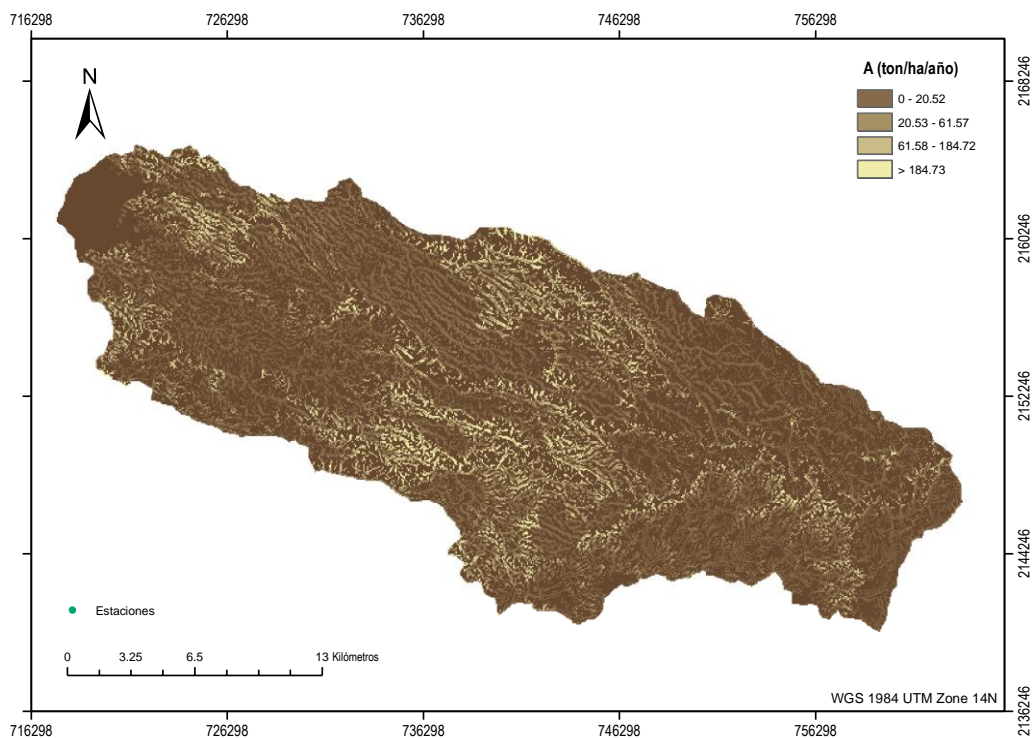 716298 726298 736298 746298 756298
N
A (ton/ha/año)
0 - 20.52
20.53 - 61.57
61.58 - 184.72
> 184.73
2168246
2160246
2152246
2144246
2136246
Estaciones
0 3.25 6.5 13 Kilómetros
WGS 1984 UTM Zone 14N
716298 726298 736298 746298 756298